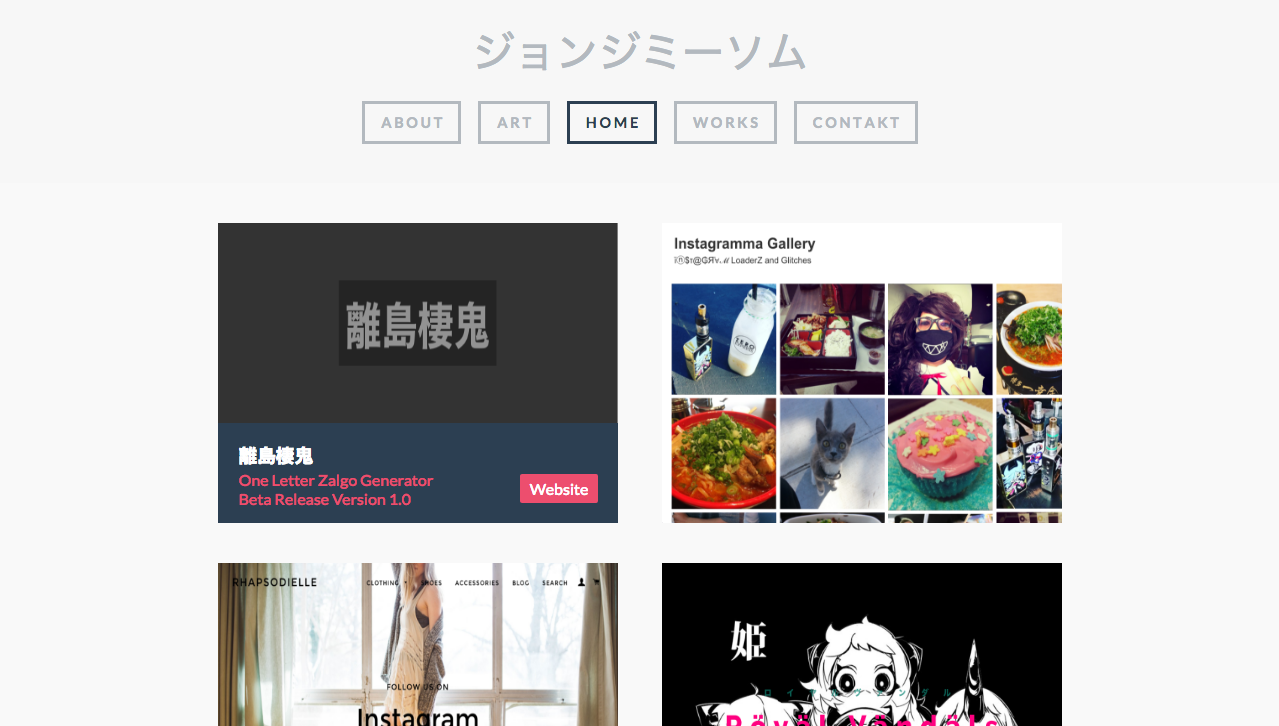 ジョンジミーソム
ABOUT
ART
HOME
WORKS
CONTAKT
離島棲鬼
離島棲鬼
One Letter Zalgo Generator
Beta Release Version 1.0
Website
Instagramma Gallery
LoaderZ and Glitches
RHAPSODIELLE
CLOTHING
SHOES
ACCESSORIES
BLOG
SEARCH
FOLLOW US ON
Instagram
姫